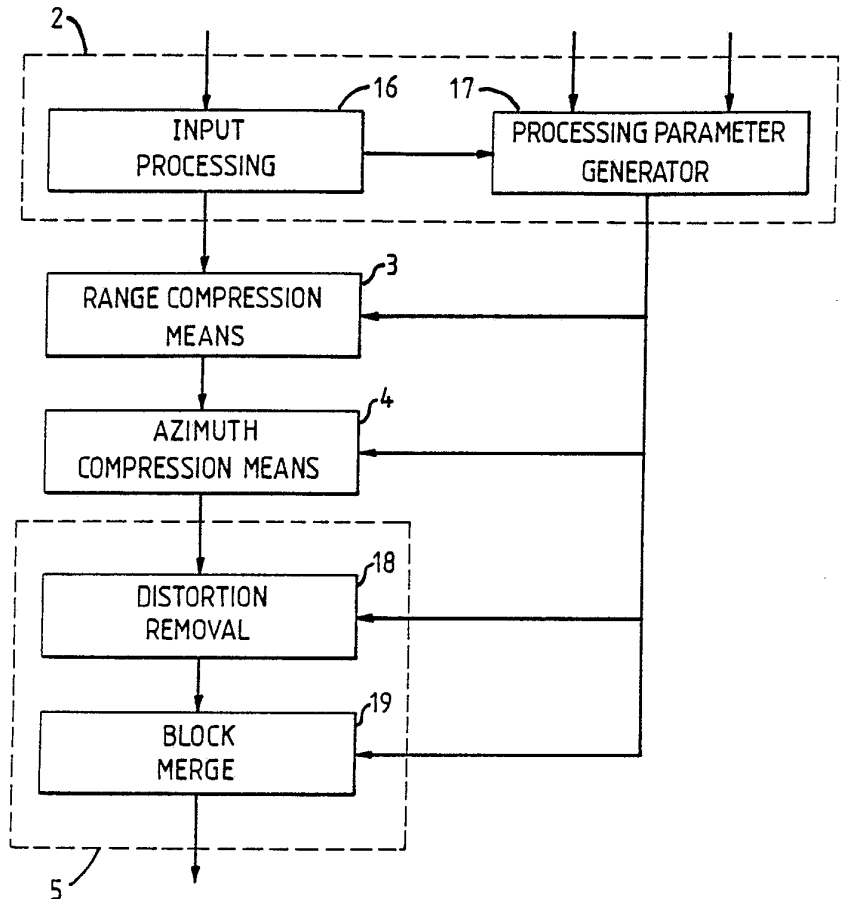 2
16
INPUT
PROCESSING
17
PROCESSING PARAMETER
GENERATOR
3
RANGE COMPRESSION
MEANS
4
AZIMUTH
COMPRESSION MEANS
18
DISTORTION
REMOVAL
19
BLOCK
MERGE
5